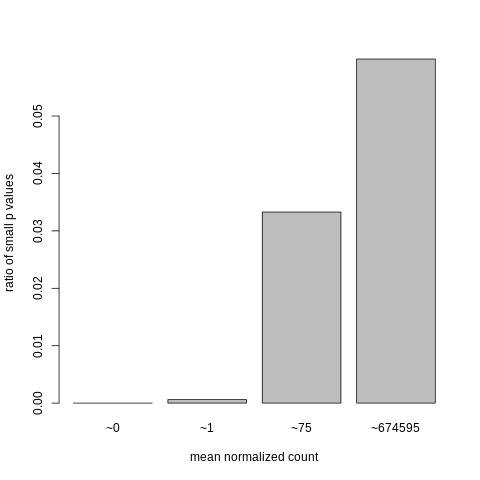 ratio of small p values
0.05
0.04
0.03
0.02
0.01
0.00
~0 ~1 ~75 ~674595
mean normalized count